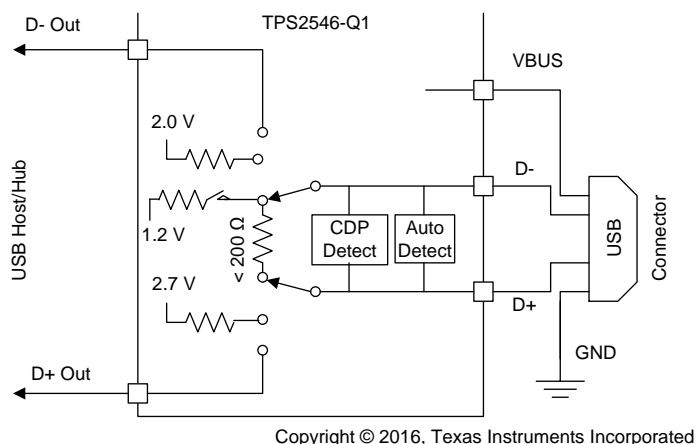 D- Out
TPS2546-Q1
VBUS
2.0 V
D-
USB Host/Hub
1.2 V
< 200 Ω
CDP
Detect
Auto
Detect
USB
Connector
2.7 V
D+
D+ Out
GND
Copyright © 2016, Texas Instruments Incorporated